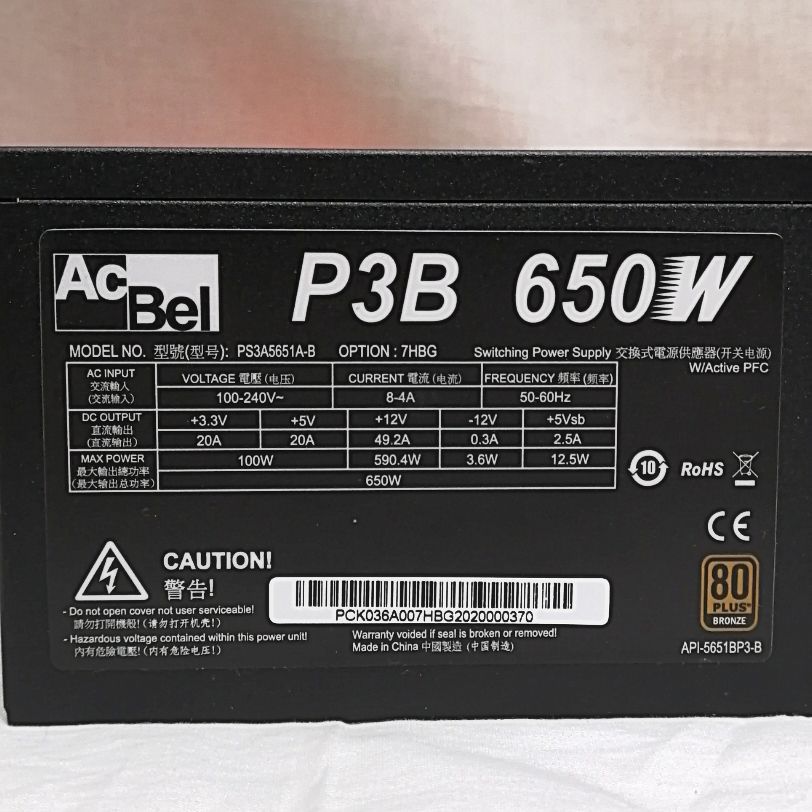 AcBel
P3B 650W
MODEL NO. 型號(型号): PS3A5651A-B OPTION : 7HBG Switching Power Supply 交換式電源供應器(开关电源)
W/Active PFC
AC INPUT
交流輸入
(交流输入)
VOLTAGE 電壓 (电压) CURRENT 電流 (电流) FREQUENCY 頻率 (频率)
100-240V~ 8-4A 50-60Hz
DC OUTPUT
直流輸出
(直流输出)
+3.3V +5V +12V -12V +5Vsb
20A 20A 49.2A 0.3A 2.5A
MAX POWER
最大輸出總功率
(最大输出总功率)
100W 590.4W 3.6W 12.5W
650W
10 RoHS
CE
CAUTION!
警告!
- Do not open cover not user serviceable!
請勿打開機殼! (请勿打开机壳!)
- Hazardous voltage contained within this power unit!
內有危險電壓! (内有危险电压!)
PCK036A007HBG2020000370
Warranty voided if seal is broken or removed!
Made in China 中國製造 (中国制造)
80
PLUS®
BRONZE
API-5651BP3-B